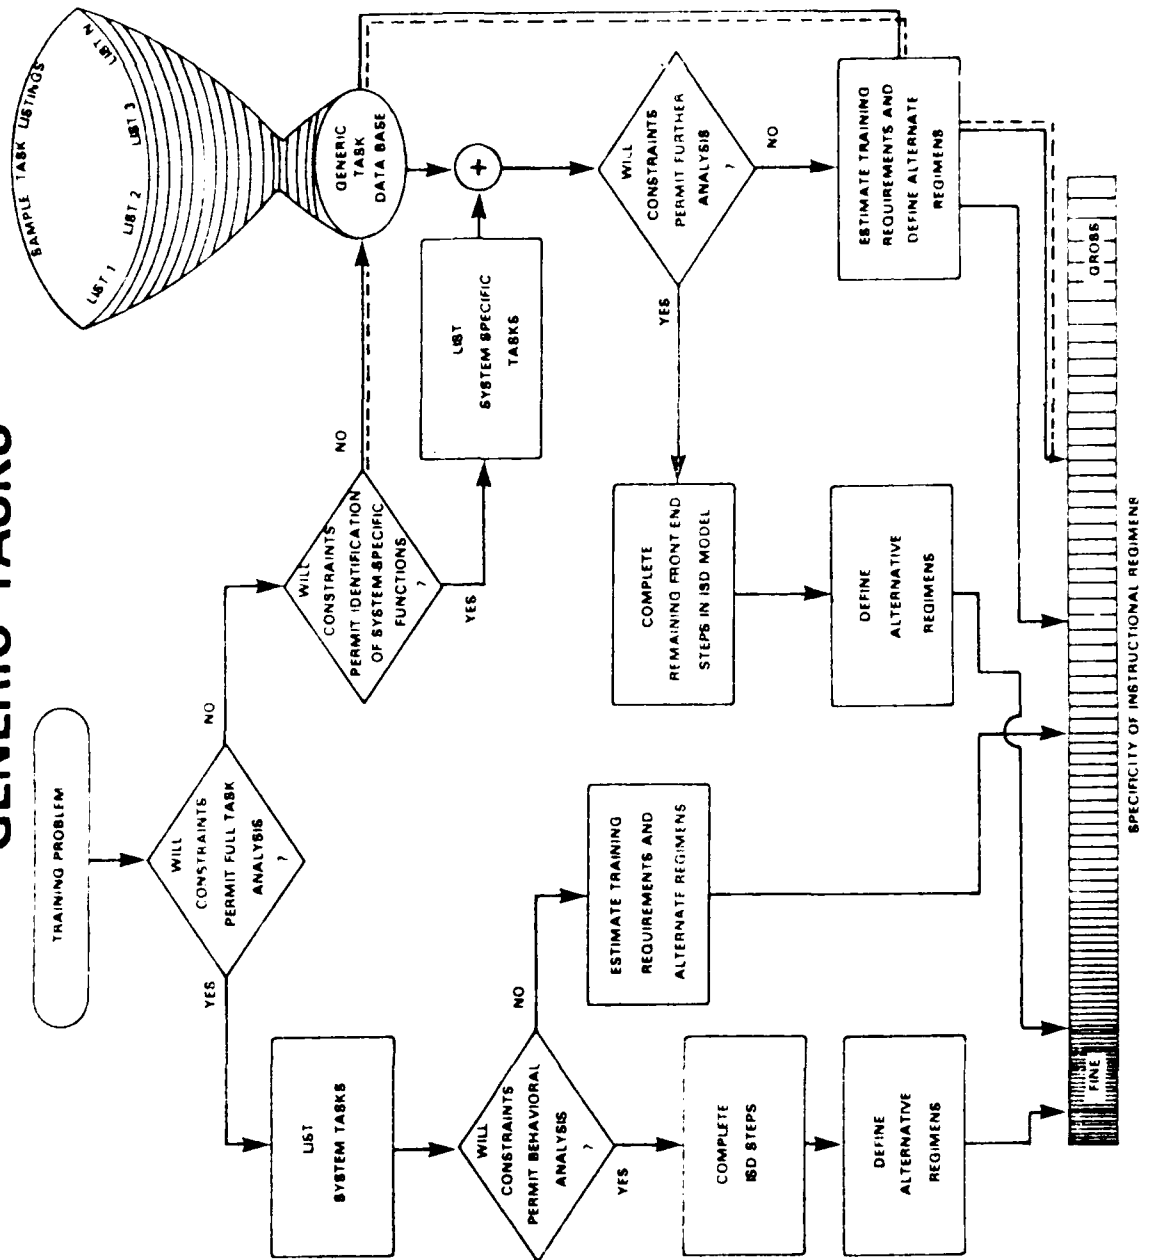 GENERIC TASKS
TRAINING PROBLEM
WILL
CONSTRAINTS
PERMIT FULL TASK
ANALYSIS
?
YES
NO
LIST
SYSTEM TASKS
WILL
CONSTRAINTS
PERMIT BEHAVIORAL
ANALYSIS
?
YES
NO
COMPLETE
ISD STEPS
DEFINE
ALTERNATIVE
REGIMENS
ESTIMATE TRAINING
REQUIREMENTS AND
ALTERNATE REGIMENS
WILL
CONSTRAINTS
PERMIT IDENTIFICATION
OF SYSTEM-SPECIFIC
FUNCTIONS
?
YES
NO
LIST
SYSTEM SPECIFIC
TASKS
SAMPLE TASK LISTINGS
LIST 1
LIST 2
LIST 3
LIST N
GENERIC
TASK
DATA BASE
+
WILL
CONSTRAINTS
PERMIT FURTHER
ANALYSIS
?
YES
NO
COMPLETE
REMAINING FRONT END
STEPS IN ISD MODEL
DEFINE
ALTERNATIVE
REGIMENS
ESTIMATE TRAINING
REQUIREMENTS AND
DEFINE ALTERNATE
REGIMENS
FINE
GROSS
SPECIFICITY OF INSTRUCTIONAL REGIMENS